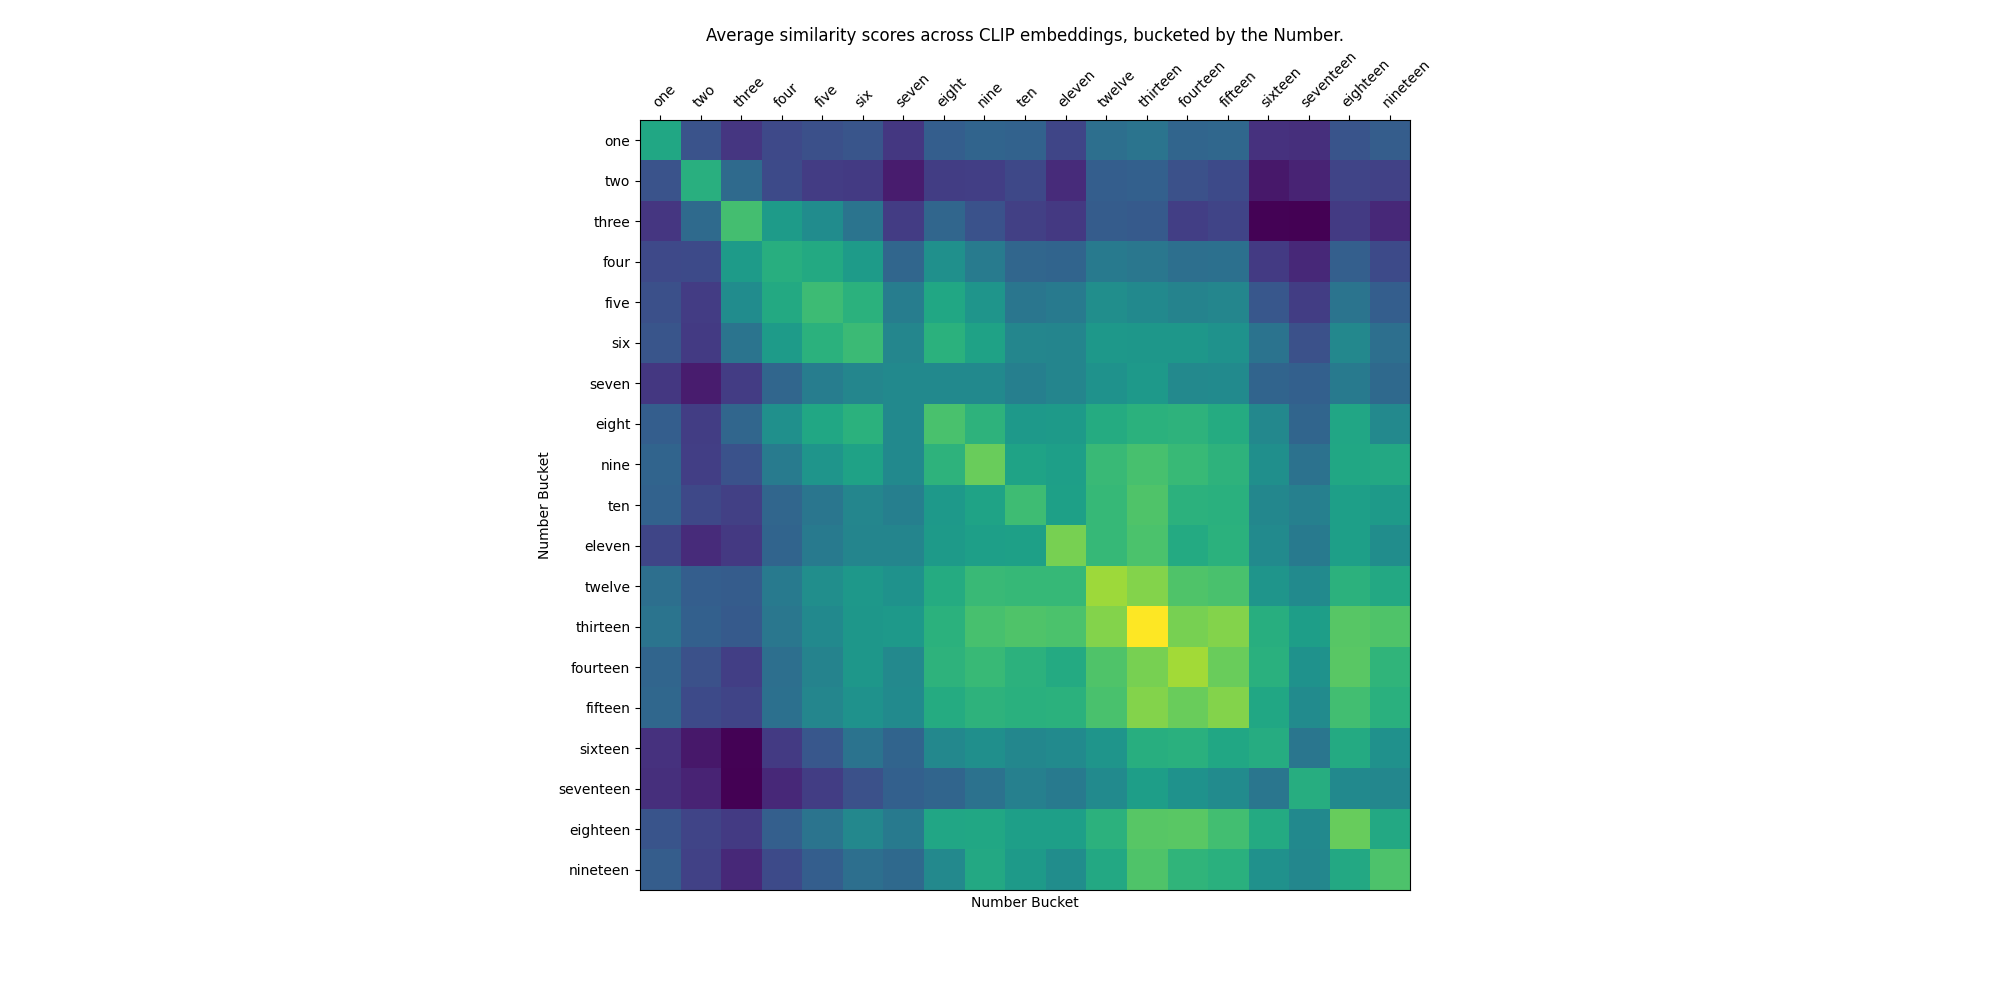 Average similarity scores across CLIP embeddings, bucketed by the Number.
one two three four five six seven eight nine ten eleven twelve thirteen fourteen fifteen sixteen seventeen eighteen nineteen
one
two
three
four
five
six
seven
eight
nine
Number Bucket
ten
eleven
twelve
thirteen
fourteen
fifteen
sixteen
seventeen
eighteen
nineteen
Number Bucket